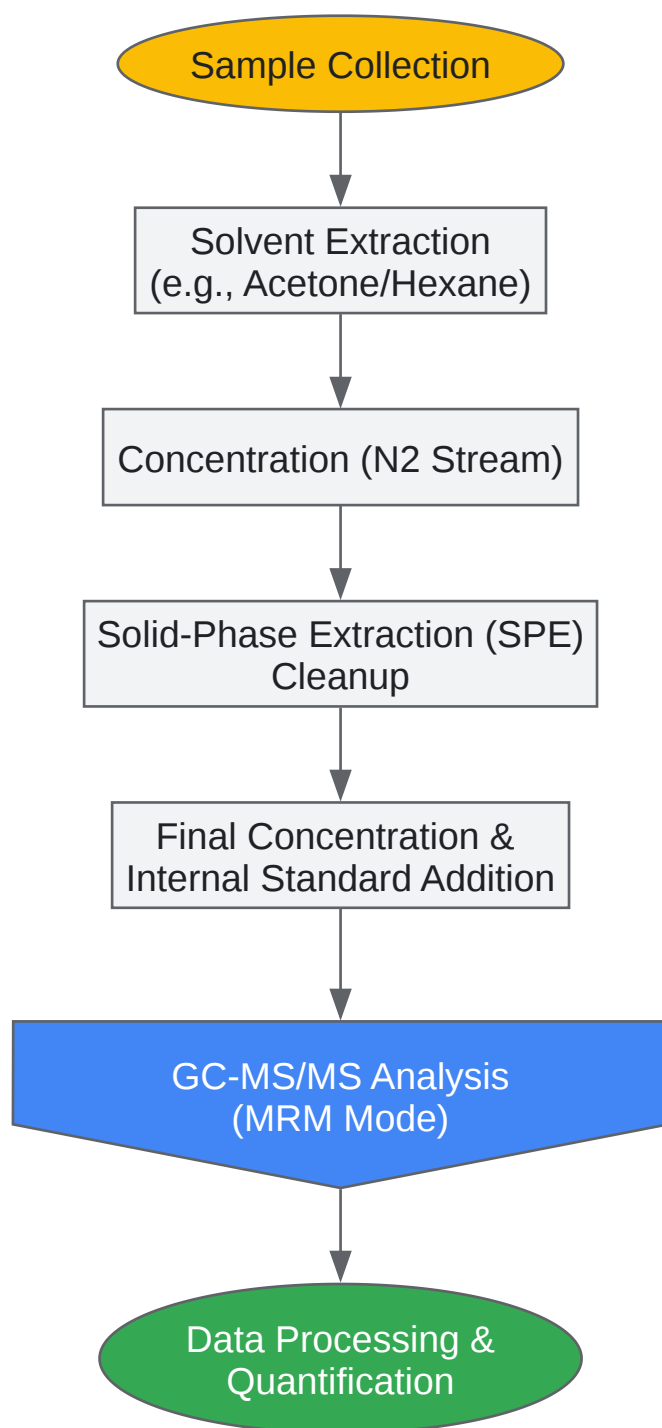 Sample Collection
Solvent Extraction
(e.g., Acetone/Hexane)
Concentration (N2 Stream)
Solid-Phase Extraction (SPE)
Cleanup
Final Concentration &
Internal Standard Addition
GC-MS/MS Analysis
(MRM Mode)
Data Processing &
Quantification